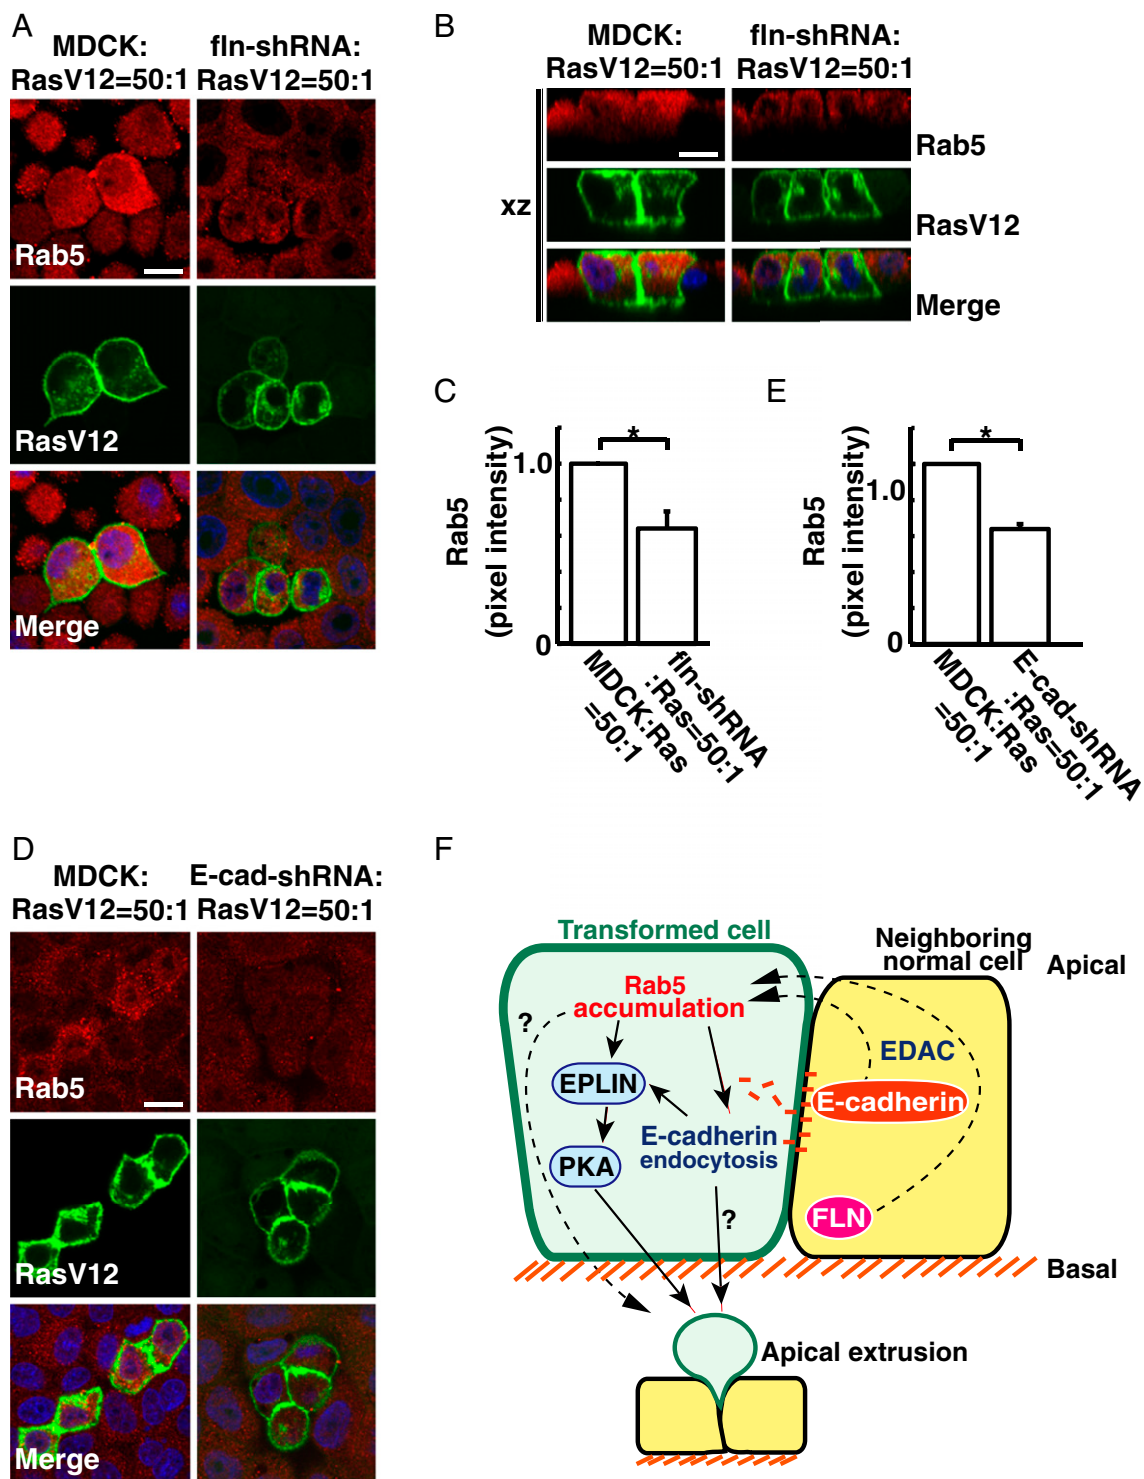 A
MDCK:
RasV12=50:1
fln-shRNA:
RasV12=50:1
Rab5
RasV12
Merge
B
MDCK:
RasV12=50:1
fln-shRNA:
RasV12=50:1
xz
Rab5
RasV12
Merge
C
Rab5
(pixel intensity)
1.0
0
*
MDCK:Ras
=50:1
fln-shRNA
:Ras=50:1
E
Rab5
(pixel intensity)
1.0
0
*
MDCK:Ras
=50:1
E-cad-shRNA
:Ras=50:1
D
MDCK:
RasV12=50:1
E-cad-shRNA:
RasV12=50:1
Rab5
RasV12
Merge
F
Transformed cell
Neighboring
normal cell
Apical
Rab5
accumulation
?
EDAC
EPLIN
E-cadherin
E-cadherin
endocytosis
PKA
?
FLN
Basal
Apical extrusion